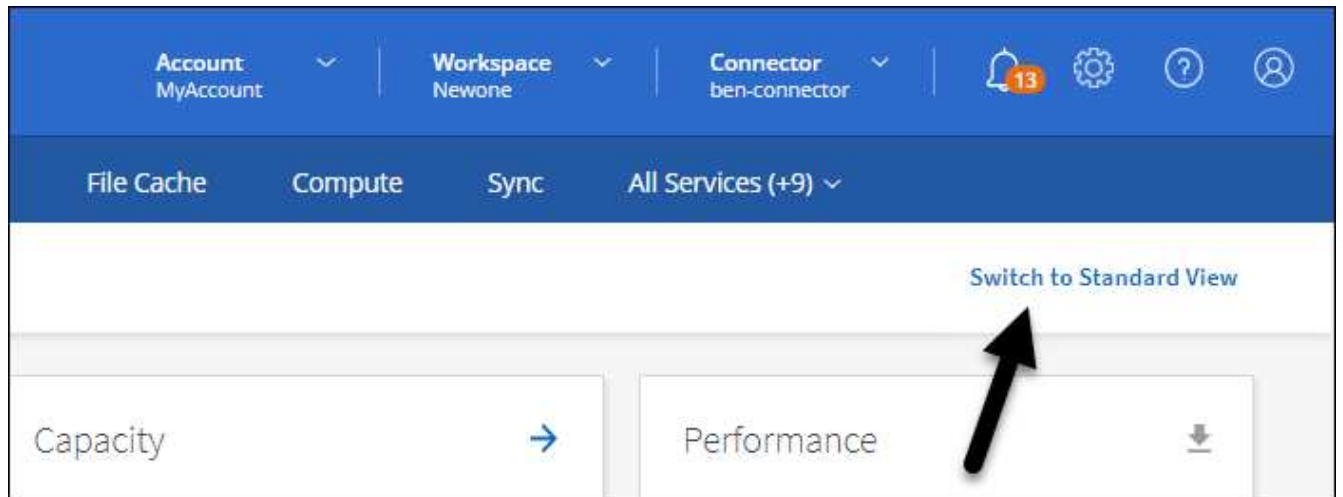 Account
MyAccount
Workspace
Newone
Connector
ben-connector
13
File Cache
Compute
Sync
All Services (+9)
Switch to Standard View
Capacity
Performance